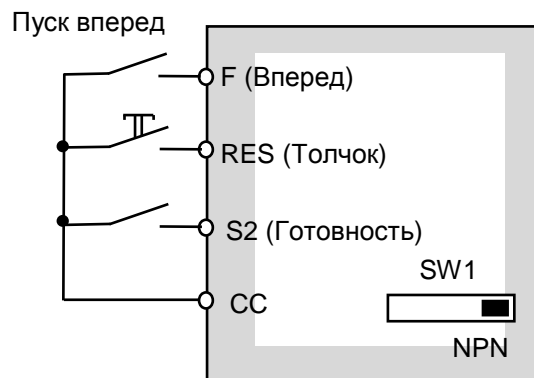 Пуск вперед
F (Вперед)
RES (Толчок)
S2 (Готовность)
SW1
CC
NPN